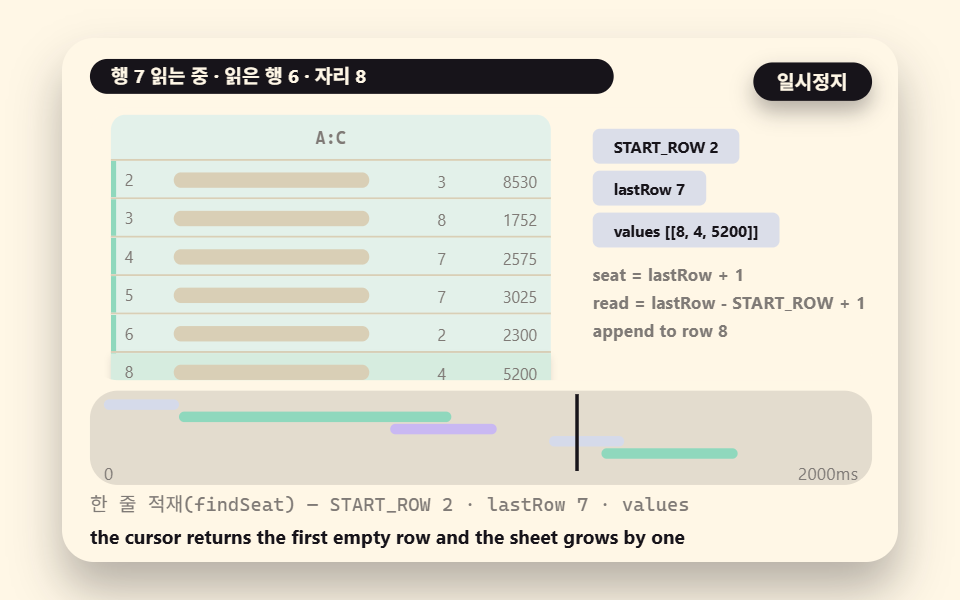 행 7 읽는 중 · 읽은 행 6 · 자리 8
일시정지
A:C
2 3 8530
3 8 1752
4 7 2575
5 7 3025
6 2 2300
8 4 5200
START_ROW 2
lastRow 7
values [[8, 4, 5200]]
seat = lastRow + 1
read = lastRow - START_ROW + 1
append to row 8
0 2000ms
한 줄 적재(findSeat) — START_ROW 2 · lastRow 7 · values
the cursor returns the first empty row and the sheet grows by one